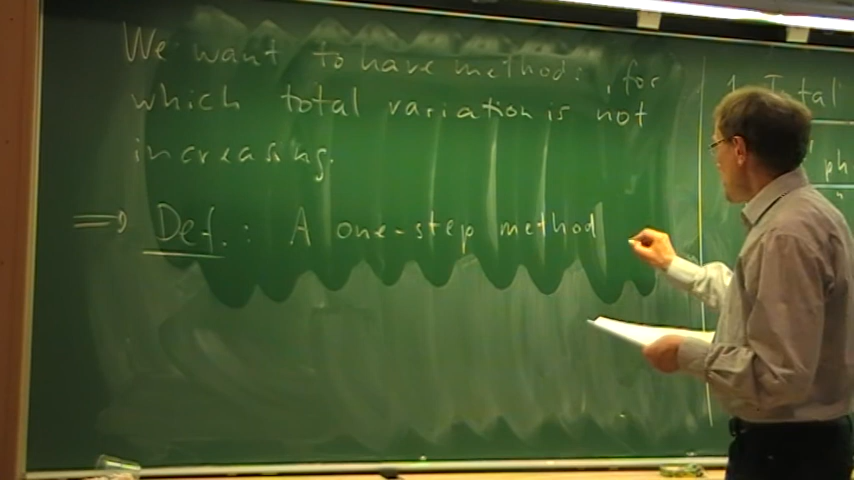 We want to have methods, for
which total variation is not
increasing.
⟹ Def.: A one-step method
1. Total
ph